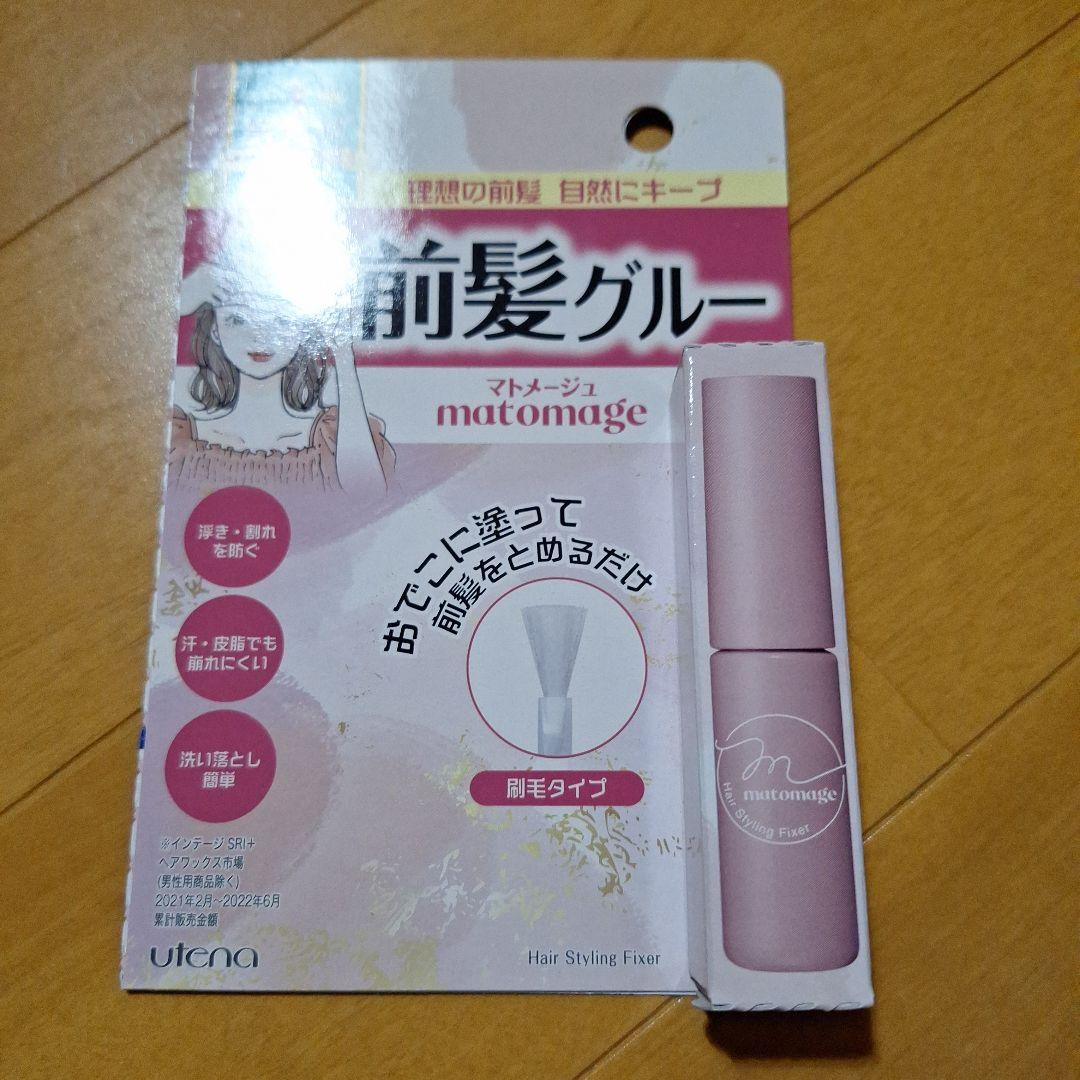 理想の前髪 自然にキープ
前髪グルー
マトメージュ
matomage
浮き・割れ
を防ぐ
汗・皮脂でも
崩れにくい
洗い落とし
簡単
おでこに塗って
前髪をとめるだけ
刷毛タイプ
※インテージ SRI+
ヘアワックス市場
(男性用商品除く)
2021年2月~2022年6月
累計販売金額
utena
Hair Styling Fixer
m
matomage
Hair Styling Fixer